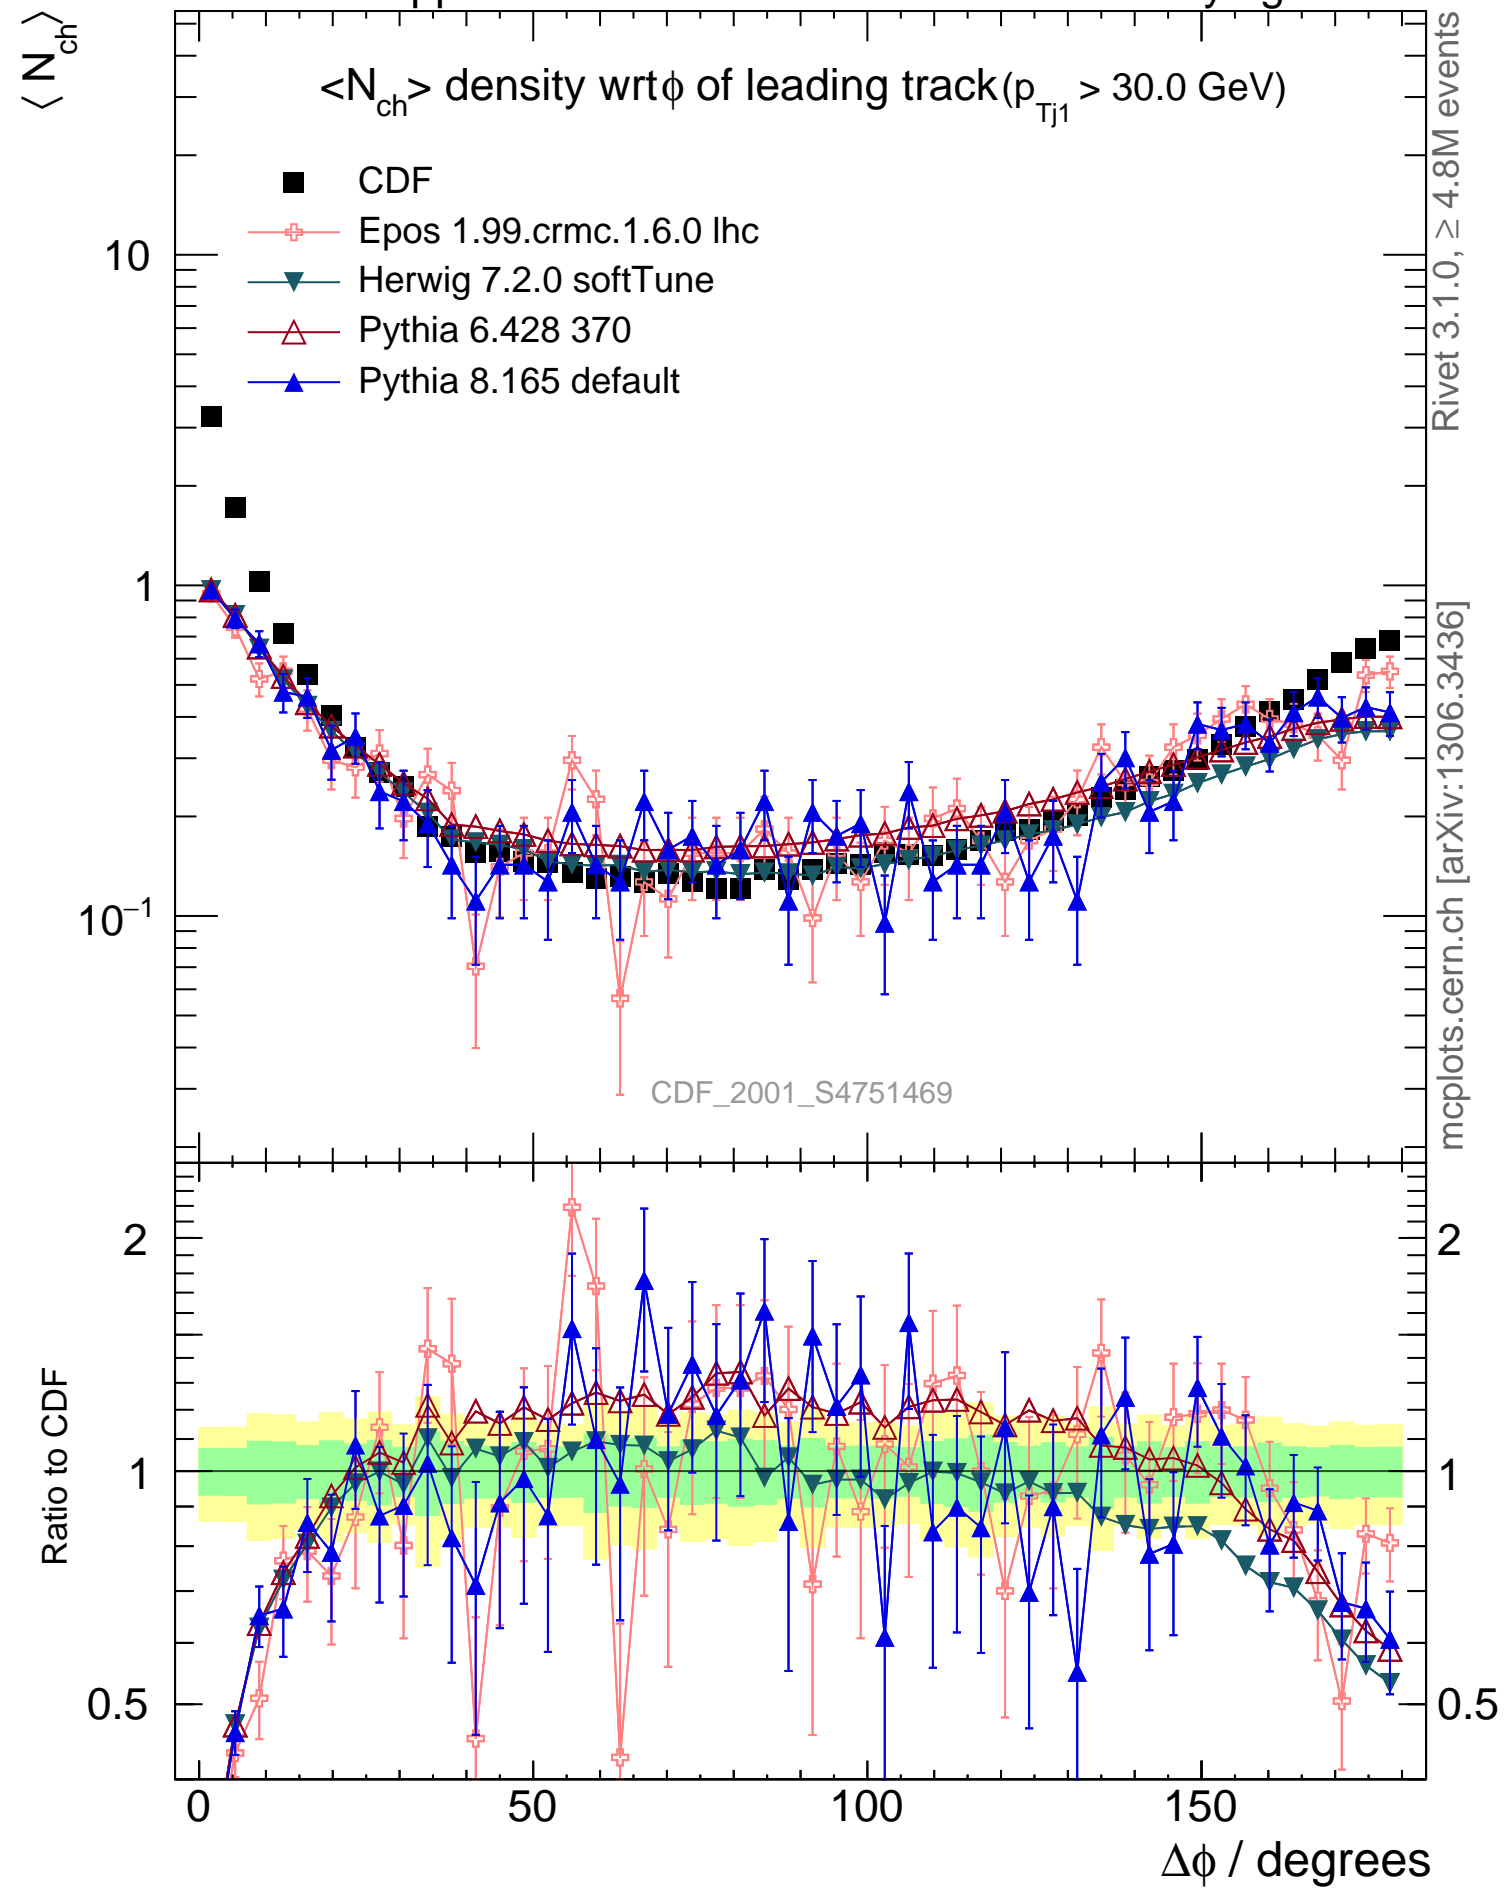 ⟨ N_ch ⟩
<N_ch> density wrt ϕ of leading track (p_Tj1 > 30.0 GeV)
CDF
Epos 1.99.crmc.1.6.0 lhc
Herwig 7.2.0 softTune
Pythia 6.428 370
Pythia 8.165 default
10
1
10⁻¹
CDF_2001_S4751469
Rivet 3.1.0, ≥ 4.8M events
mcplots.cern.ch [arXiv:1306.3436]
Ratio to CDF
2
1
0.5
2
1
0.5
0
50
100
150
Δϕ / degrees